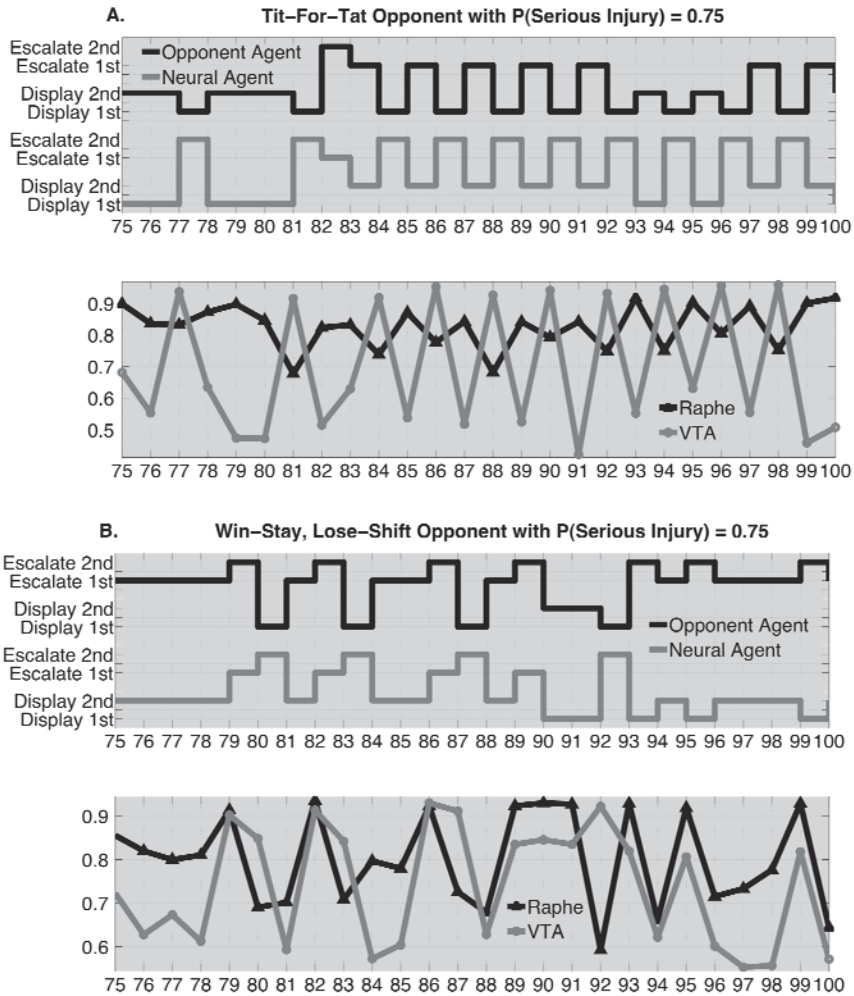 A.
Tit–For–Tat Opponent with P(Serious Injury) = 0.75
Escalate 2nd
Escalate 1st
Display 2nd
Display 1st
Escalate 2nd
Escalate 1st
Display 2nd
Display 1st
Opponent Agent
Neural Agent
75 76 77 78 79 80 81 82 83 84 85 86 87 88 89 90 91 92 93 94 95 96 97 98 99 100
0.9
0.8
0.7
0.6
0.5
Raphe
VTA
75 76 77 78 79 80 81 82 83 84 85 86 87 88 89 90 91 92 93 94 95 96 97 98 99 100
B.
Win–Stay, Lose–Shift Opponent with P(Serious Injury) = 0.75
Escalate 2nd
Escalate 1st
Display 2nd
Display 1st
Escalate 2nd
Escalate 1st
Display 2nd
Display 1st
Opponent Agent
Neural Agent
75 76 77 78 79 80 81 82 83 84 85 86 87 88 89 90 91 92 93 94 95 96 97 98 99 100
0.9
0.8
0.7
0.6
Raphe
VTA
75 76 77 78 79 80 81 82 83 84 85 86 87 88 89 90 91 92 93 94 95 96 97 98 99 100